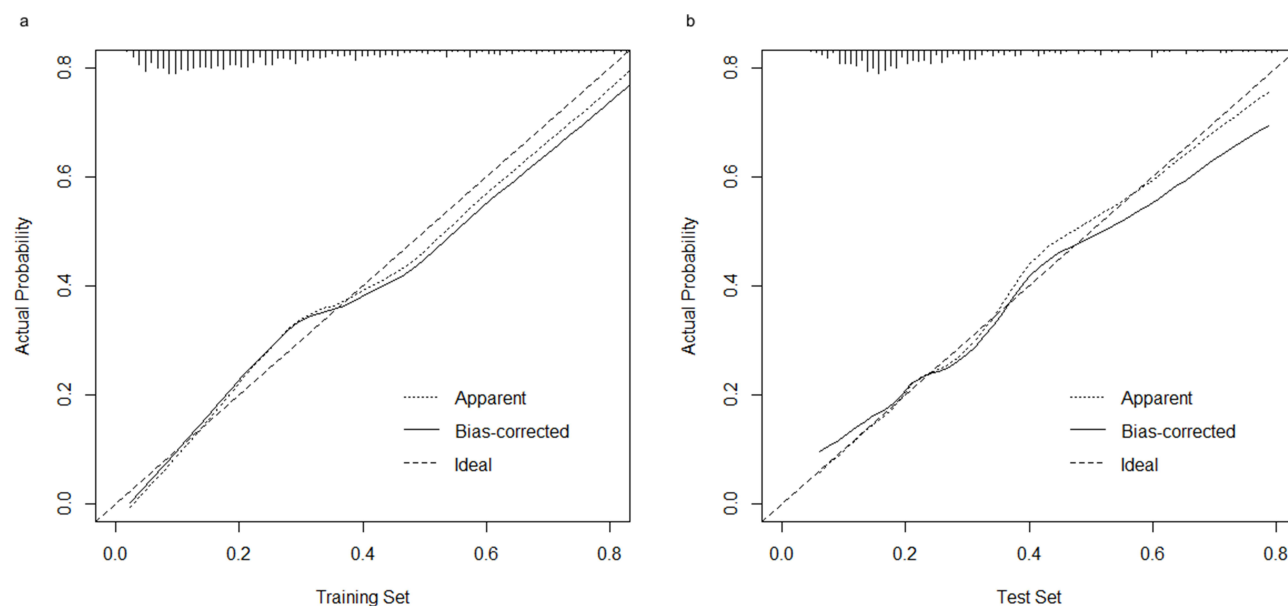 a
0.8
0.6
0.4
0.2
0.0
Actual Probability
Apparent
Bias-corrected
Ideal
0.0 0.2 0.4 0.6 0.8
Training Set
b
0.8
0.6
0.4
0.2
0.0
Actual Probability
Apparent
Bias-corrected
Ideal
0.0 0.2 0.4 0.6 0.8
Test Set